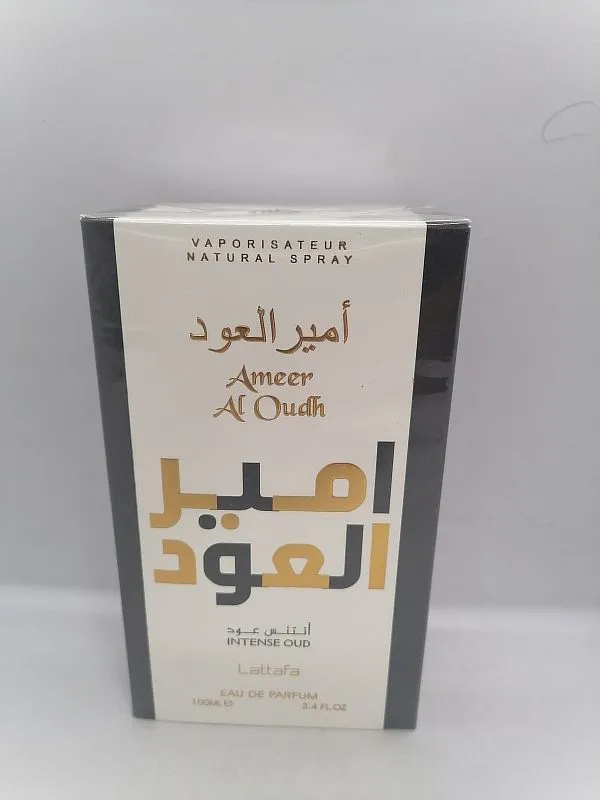 VAPORISATEUR
NATURAL SPRAY
أمير العود
Ameer
Al Oudh
امير
العود
أنتنس عود
INTENSE OUD
Lattafa
EAU DE PARFUM
100ML℮ 3.4 FL.OZ